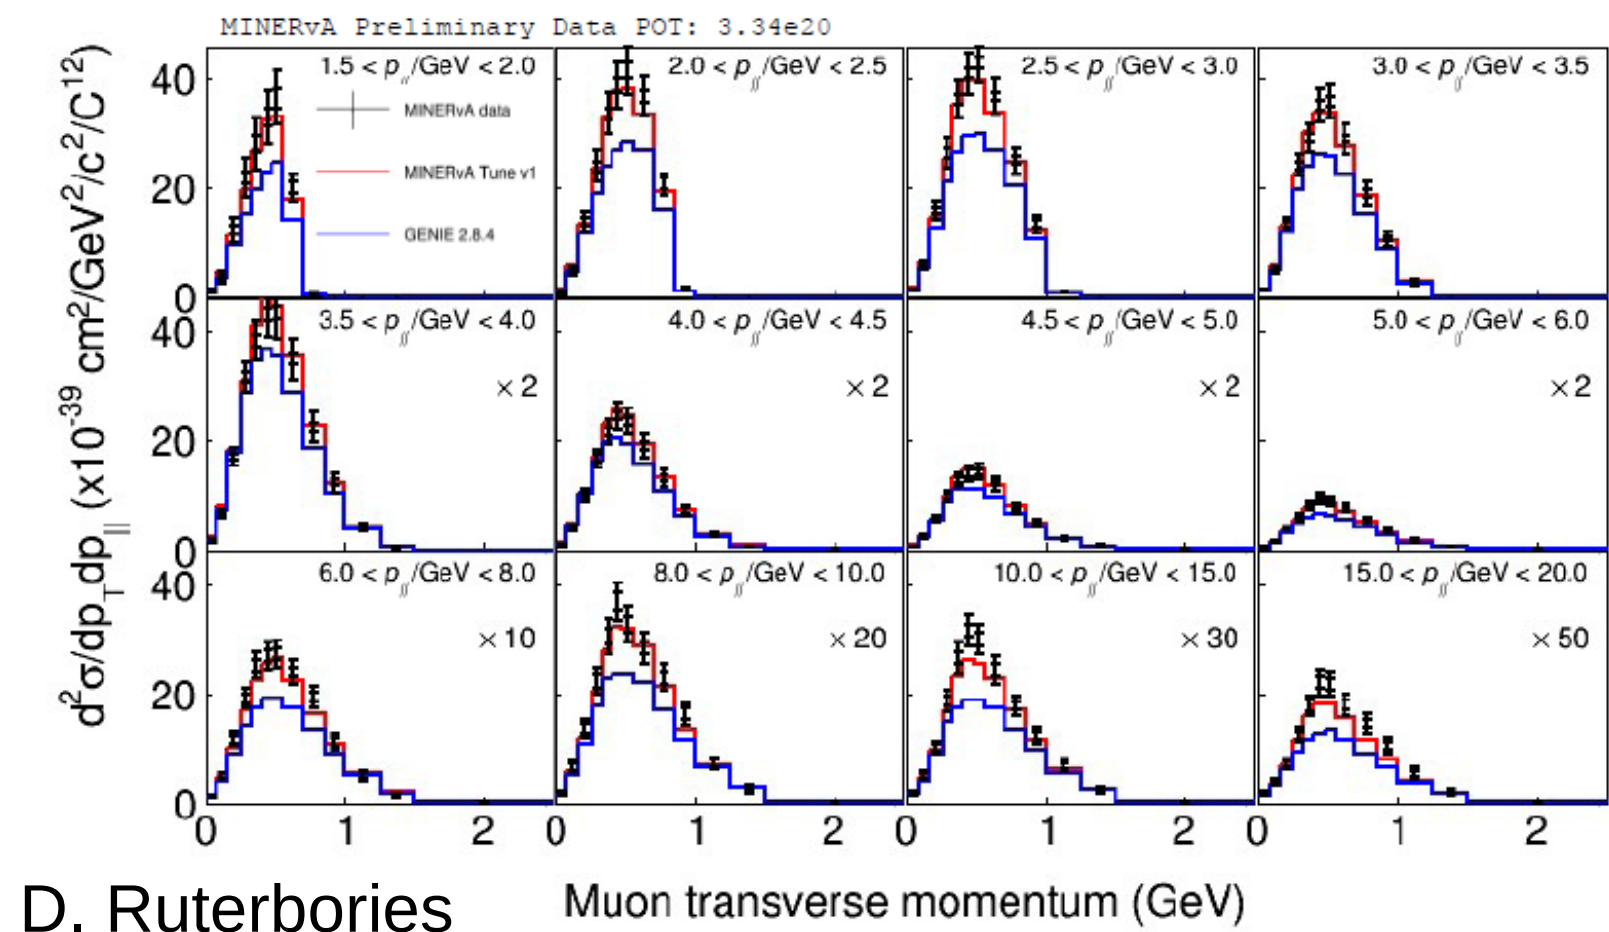 MINERvA Preliminary Data POT: 3.34e20
d²σ/dp_T dp_|| (x10⁻³⁹ cm²/GeV²/c²/C¹²)
1.5 < p_// /GeV < 2.0
MINERvA data
MINERvA Tune v1
GENIE 2.8.4
2.0 < p_// /GeV < 2.5
2.5 < p_// /GeV < 3.0
3.0 < p_// /GeV < 3.5
40
20
0
3.5 < p_// /GeV < 4.0
× 2
4.0 < p_// /GeV < 4.5
× 2
4.5 < p_// /GeV < 5.0
× 2
5.0 < p_// /GeV < 6.0
× 2
40
20
0
6.0 < p_// /GeV < 8.0
× 10
8.0 < p_// /GeV < 10.0
× 20
10.0 < p_// /GeV < 15.0
× 30
15.0 < p_// /GeV < 20.0
× 50
40
20
0
0 1 2 0 1 2 0 1 2 0 1 2
Muon transverse momentum (GeV)
D. Ruterbories